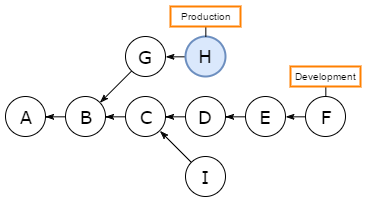 Production
G H
Development
A B C D E F
I